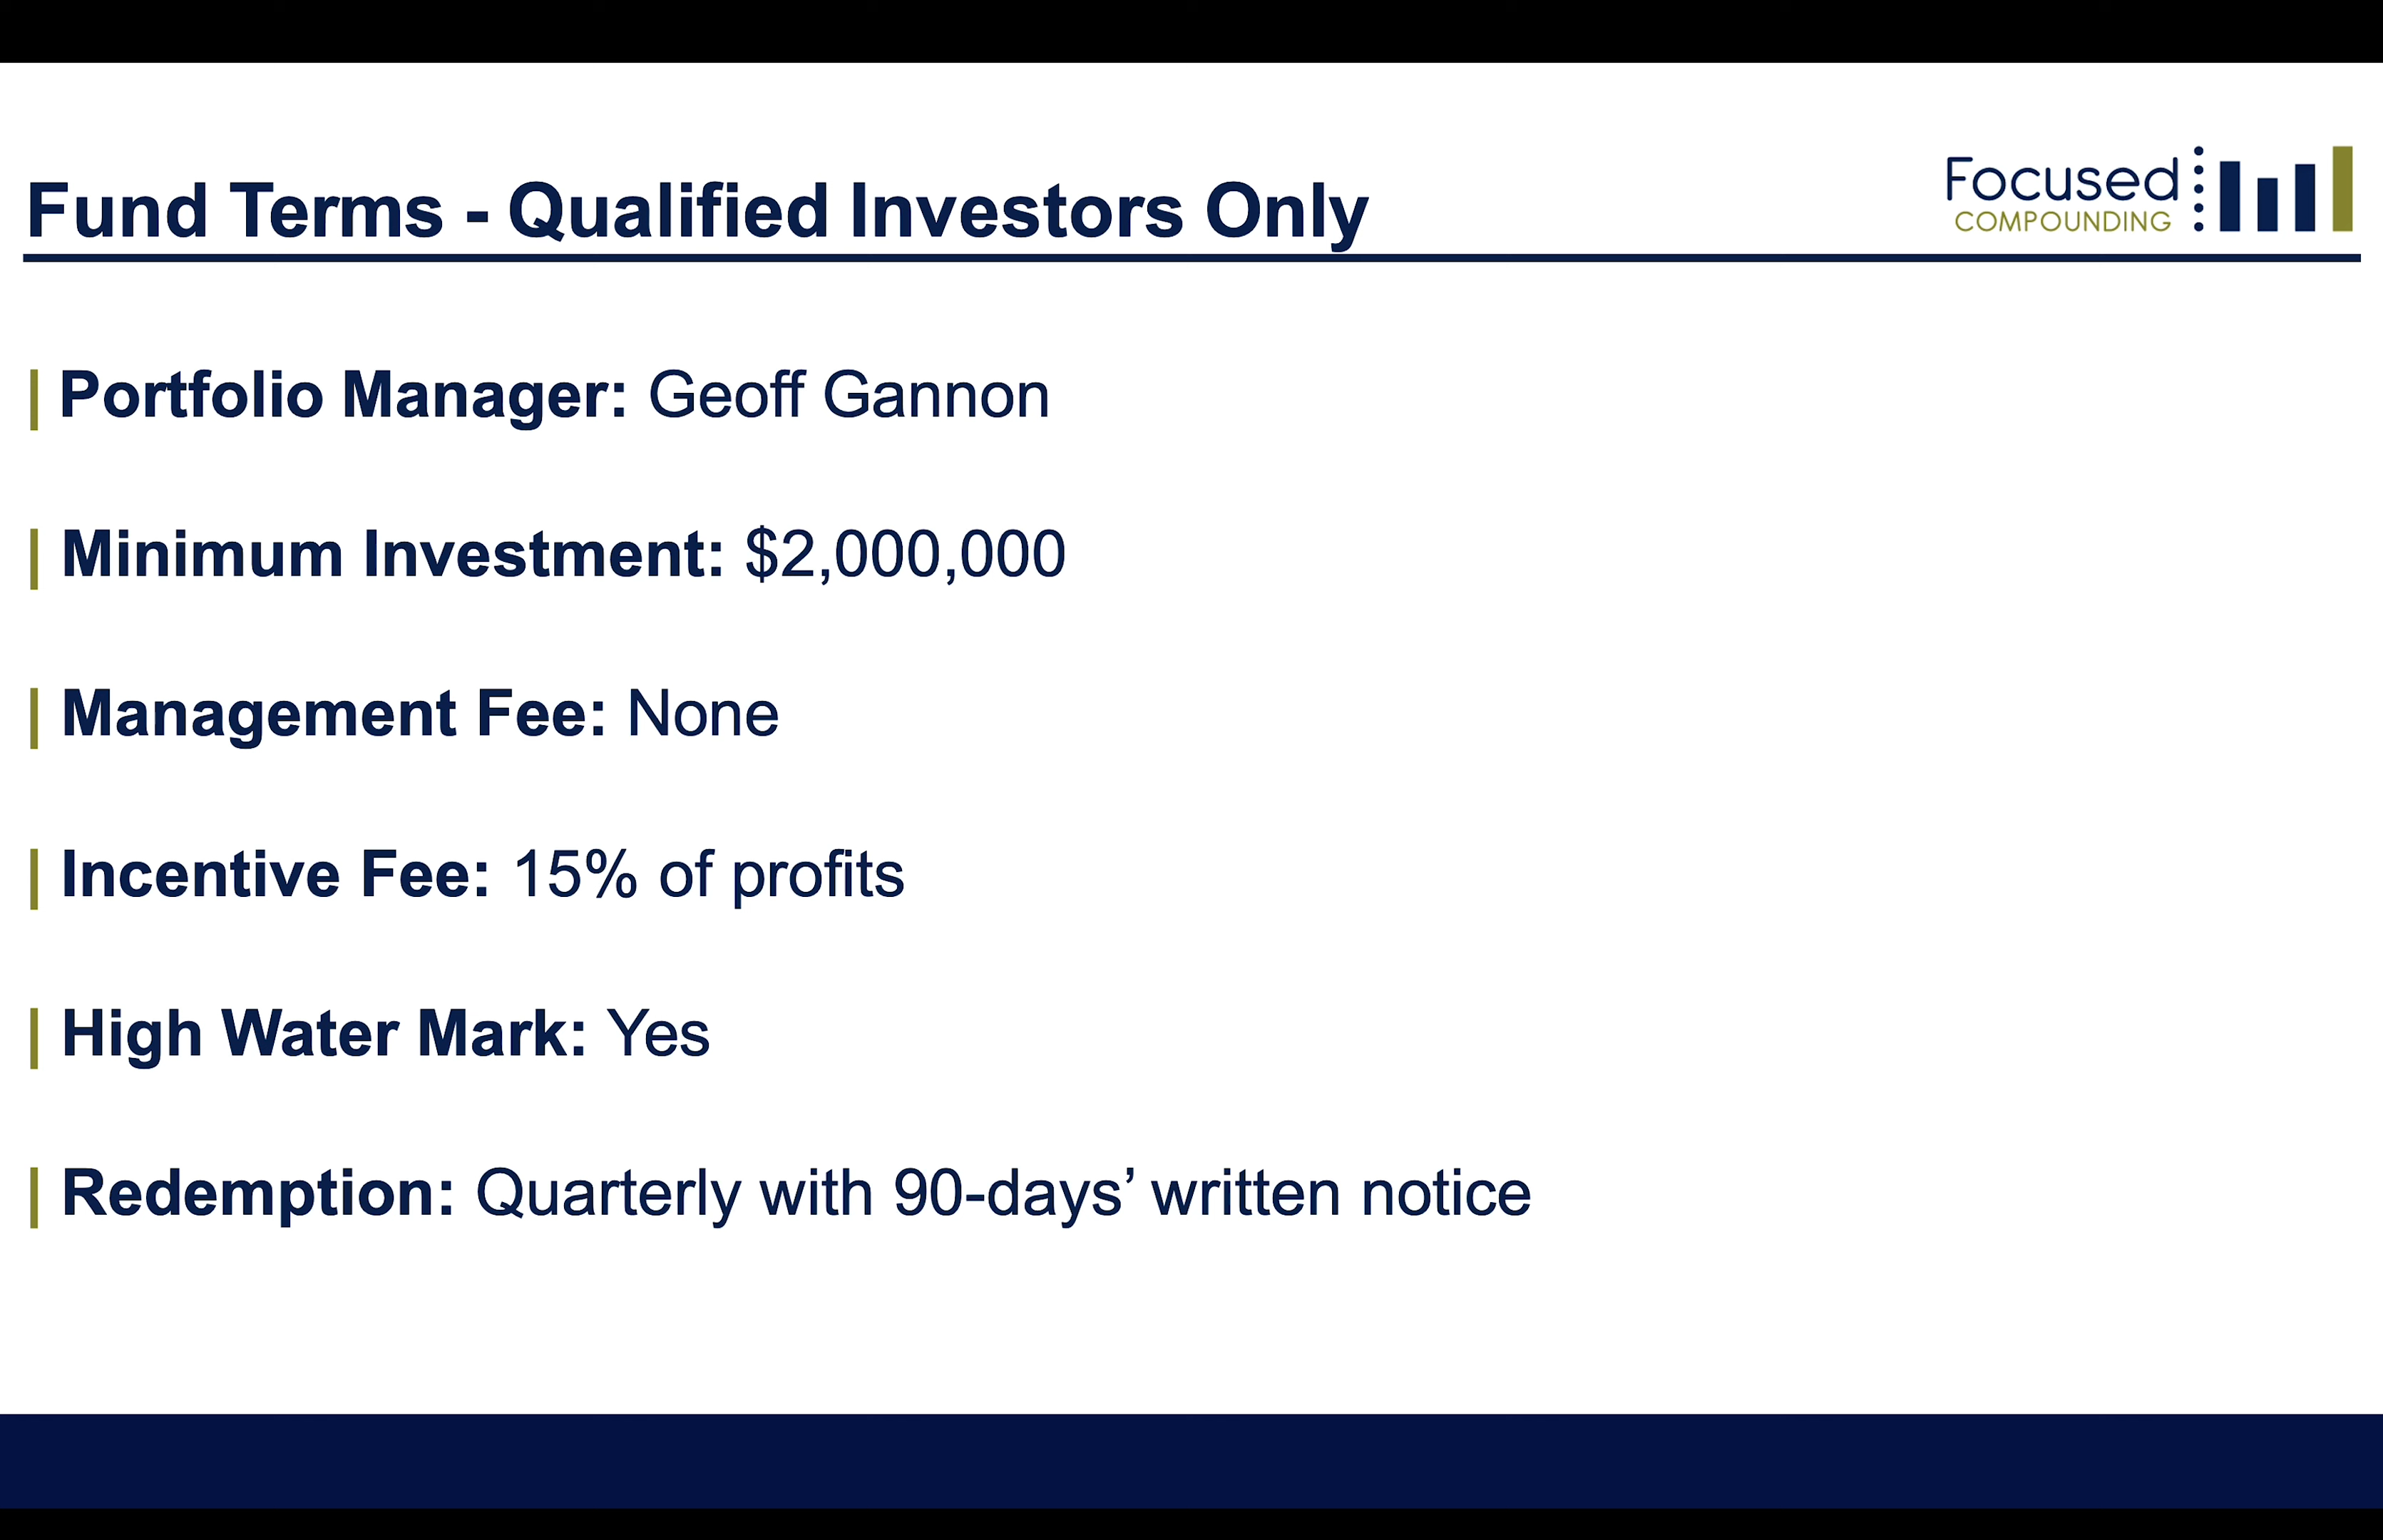 Fund Terms - Qualified Investors Only
Focused
COMPOUNDING
Portfolio Manager: Geoff Gannon
Minimum Investment: $2,000,000
Management Fee: None
Incentive Fee: 15% of profits
High Water Mark: Yes
Redemption: Quarterly with 90-days’ written notice